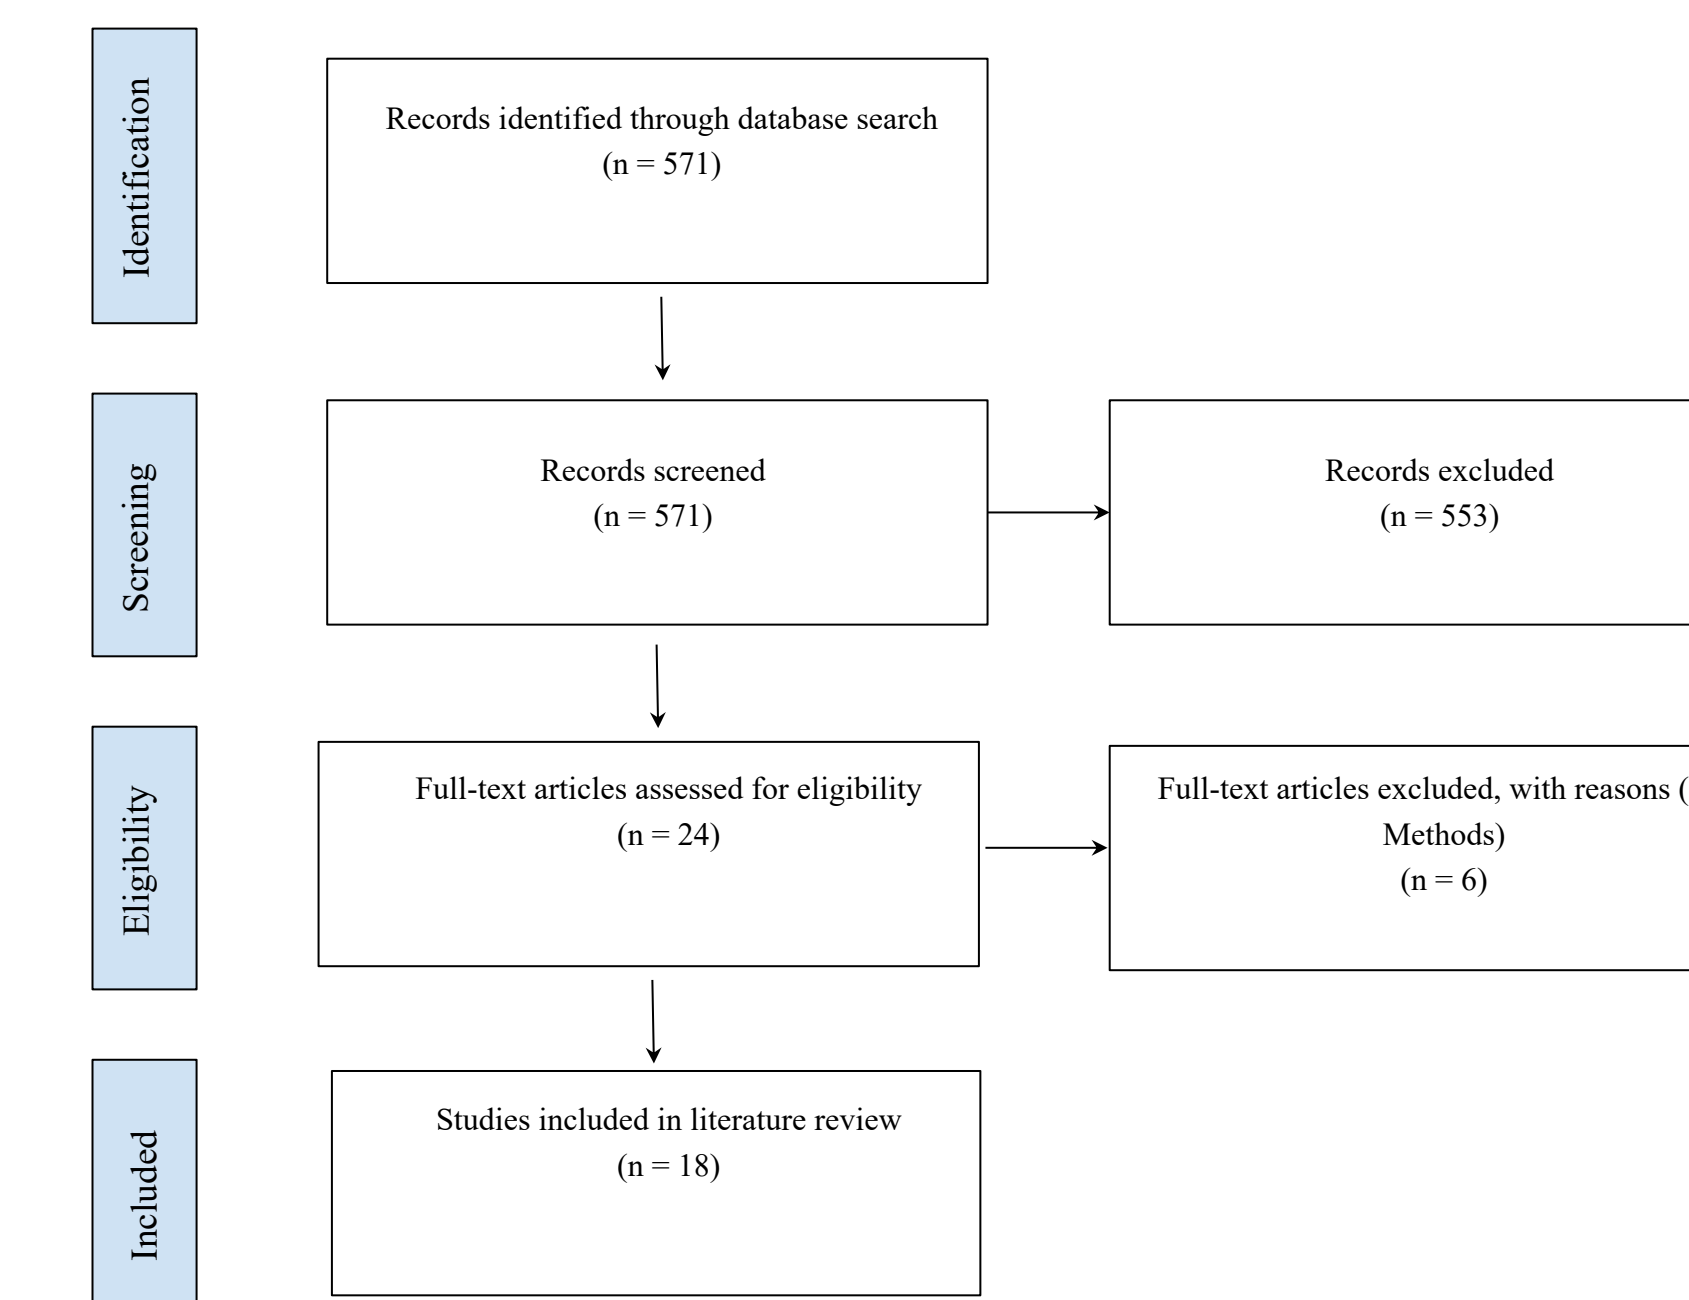 Identification
Records identified through database search
(n = 571)
Screening
Records screened
(n = 571)
Records excluded
(n = 553)
Eligibility
Full-text articles assessed for eligibility
(n = 24)
Full-text articles excluded, with reasons (
Methods)
(n = 6)
Included
Studies included in literature review
(n = 18)